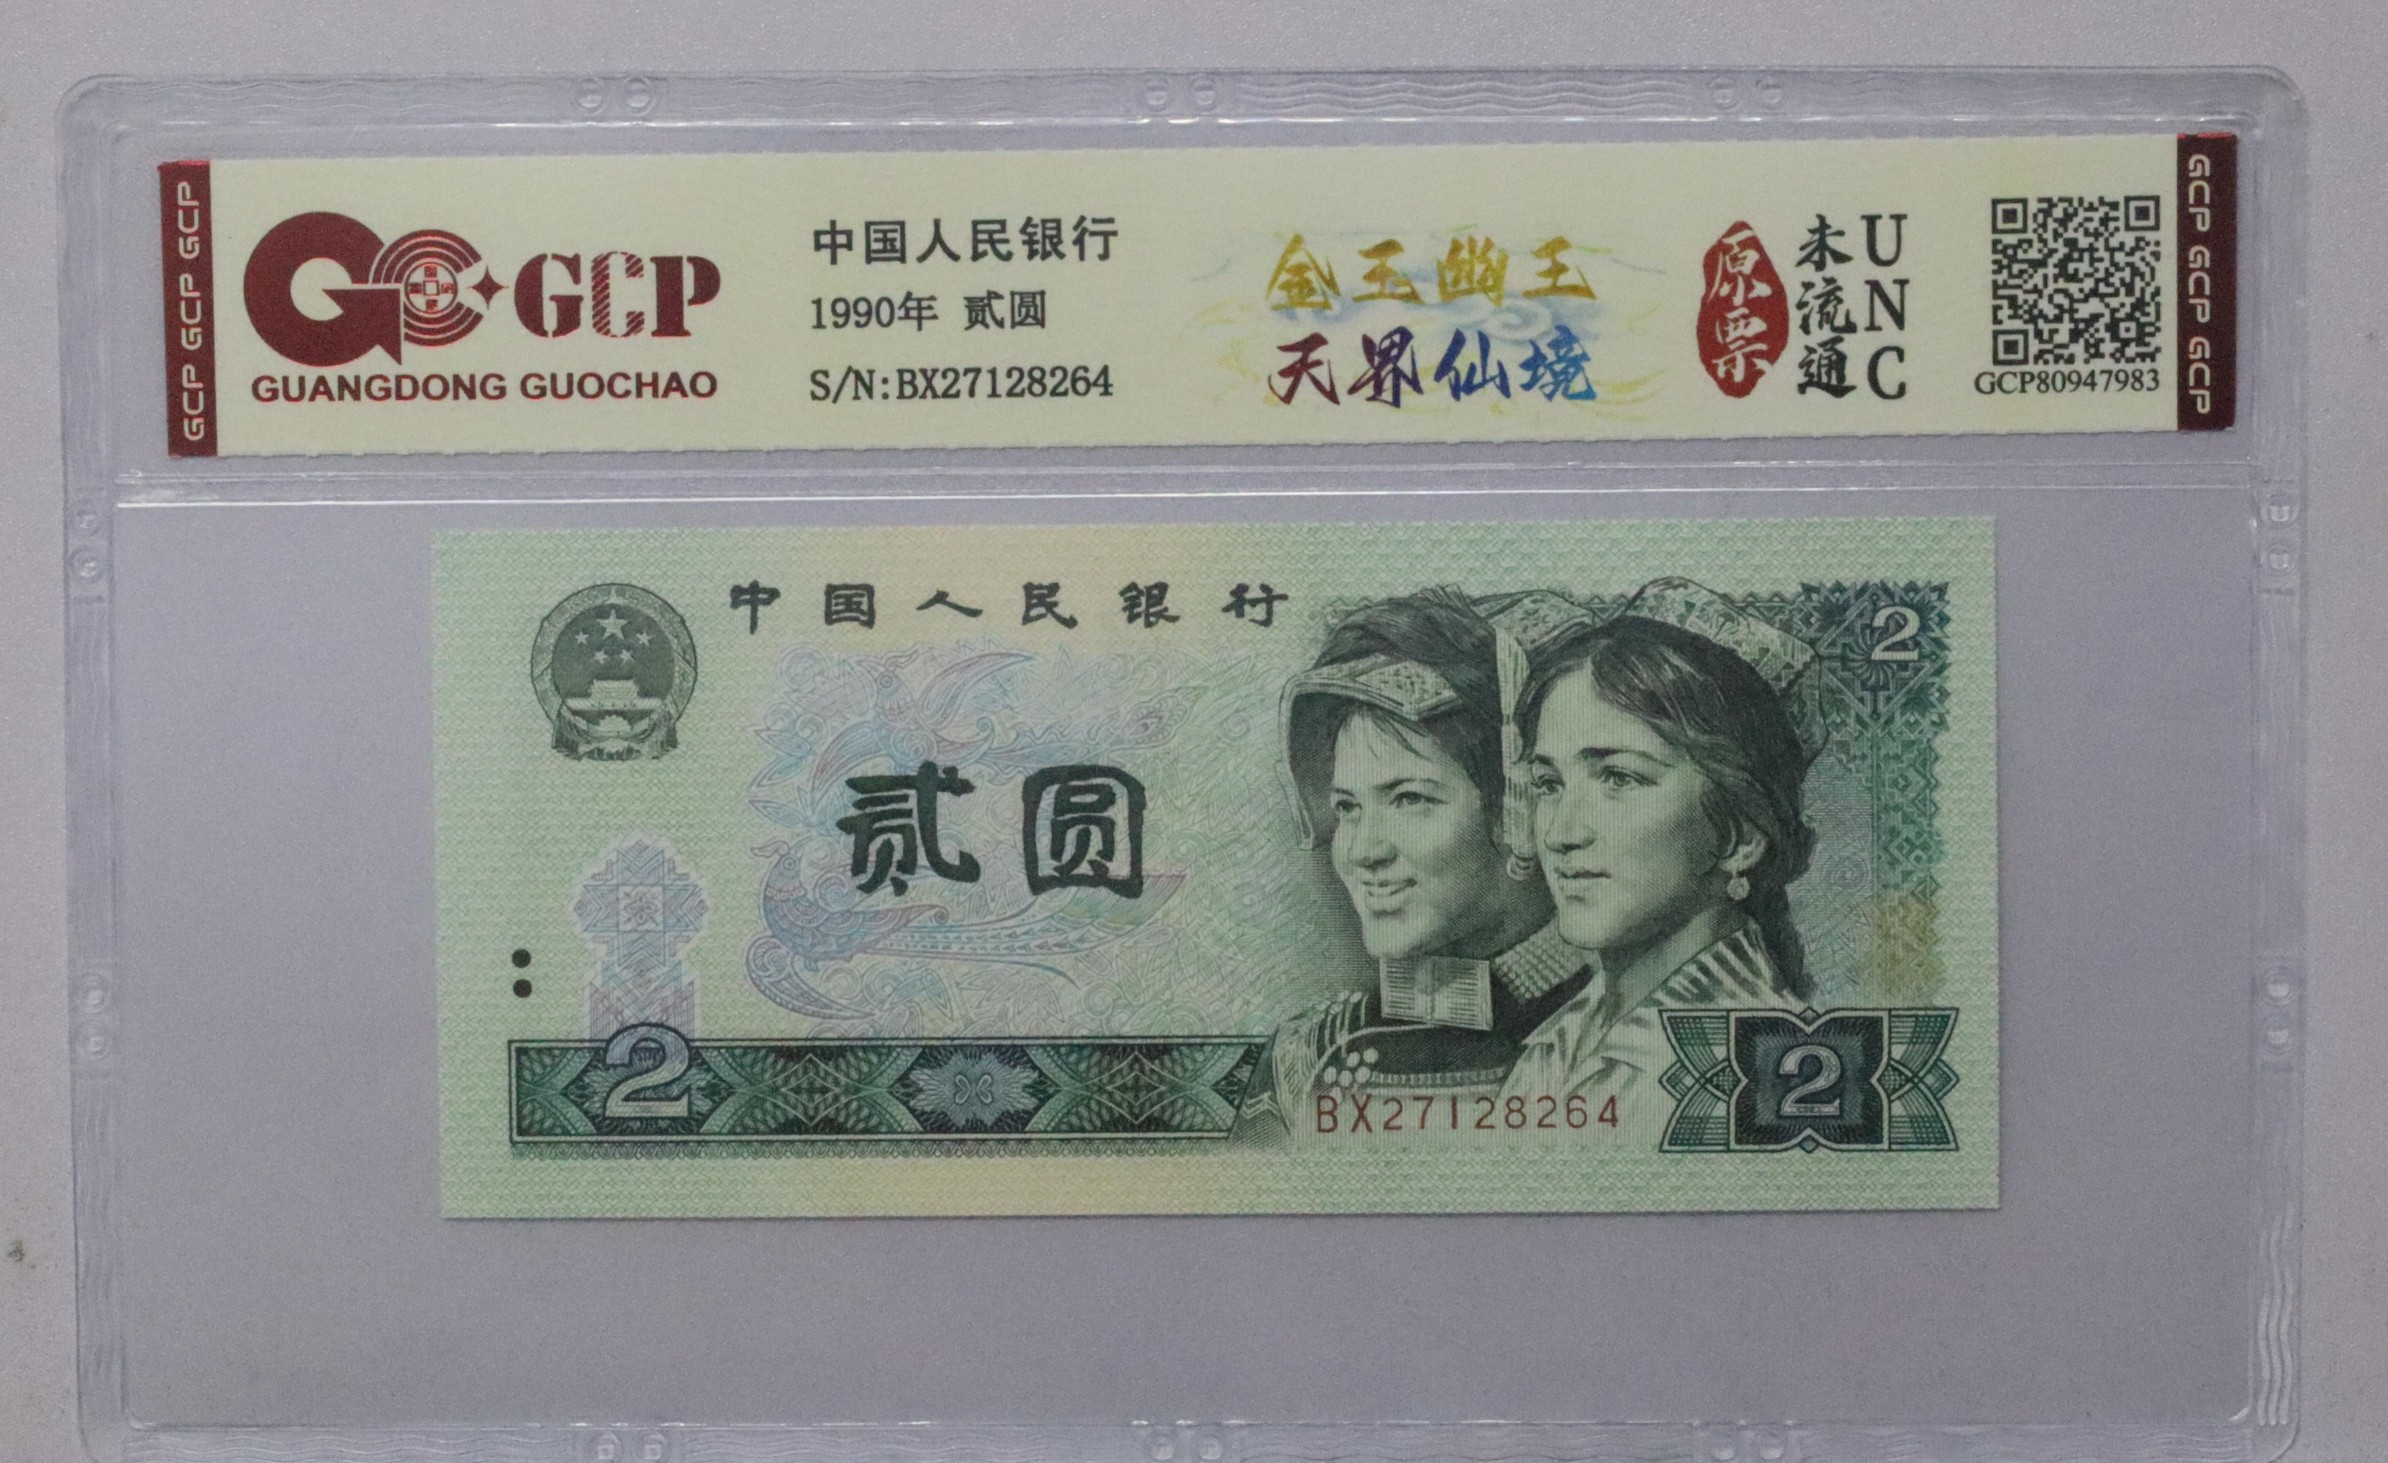 GCP GCP GCP
GCP
GUANGDONG GUOCHAO
中国人民银行
1990年 贰圆
S/N:BX27128264
金玉幽王
天界仙境
原票
未流通
UNC
GCP80947983
GCP GCP GCP
中国人民银行
2
贰圆
2
BX27128264
2